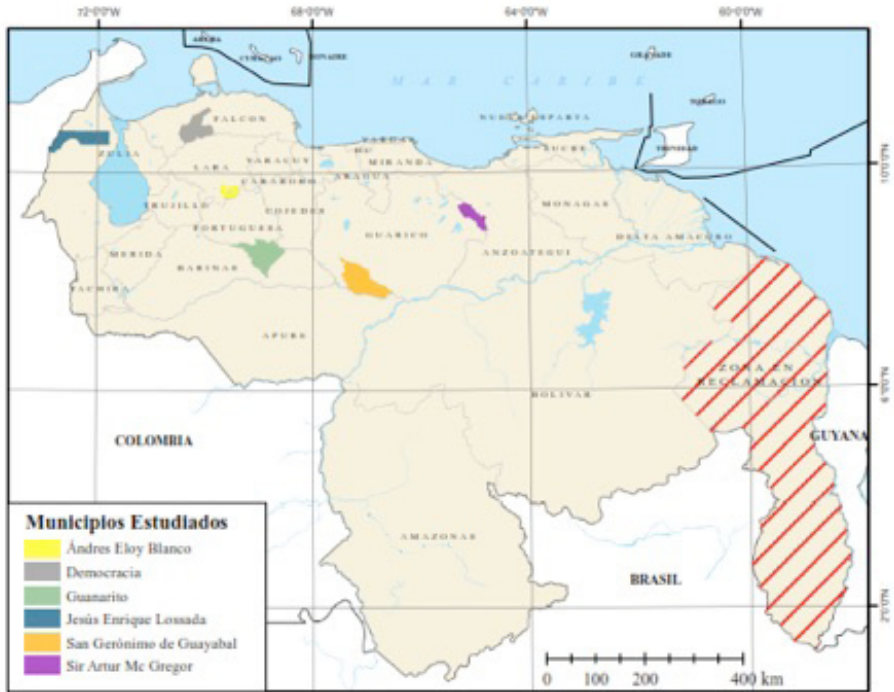 72°0'0"W 68°0'0"W 64°0'0"W 60°0'0"W
ARUBA
CURAÇAO
BONAIRE
GRANADE
MAR CARIBE
TOBAGO
FALCON
NUEVA ESPARTA
TRINIDAD
VARGAS
SUCRE
10°0'0"N
ZULIA
LARA
YARACUY
DC
MIRANDA
CARABOBO
ARAGUA
TRUJILLO
COJEDES
MONAGAS
PORTUGUESA
GUARICO
DELTA AMACURO
MERIDA
ANZOATEGUI
BARINAS
TACHIRA
APURE
ZONA EN
RECLAMACION
6°0'0"N
BOLIVAR
COLOMBIA
GUYANA
Municipios Estudiados
Ándres Eloy Blanco
Democracia
Guanarito
Jesús Enrique Lossada
San Gerónimo de Guayabal
Sir Artur Mc Gregor
AMAZONAS
BRASIL
2°0'0"N
0 100 200 400 km